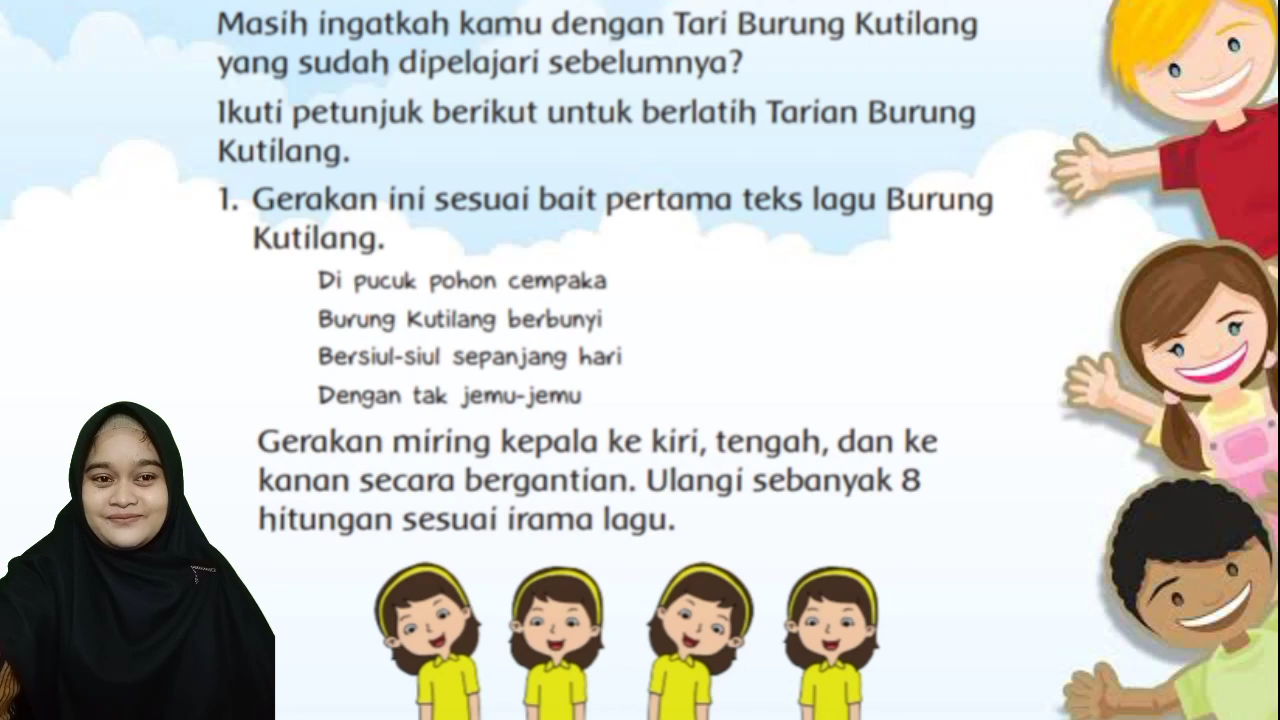 Masih ingatkah kamu dengan Tari Burung Kutilang
yang sudah dipelajari sebelumnya?
Ikuti petunjuk berikut untuk berlatih Tarian Burung
Kutilang.
1. Gerakan ini sesuai bait pertama teks lagu Burung
Kutilang.
Di pucuk pohon cempaka
Burung Kutilang berbunyi
Bersiul-siul sepanjang hari
Dengan tak jemu-jemu
Gerakan miring kepala ke kiri, tengah, dan ke
kanan secara bergantian. Ulangi sebanyak 8
hitungan sesuai irama lagu.